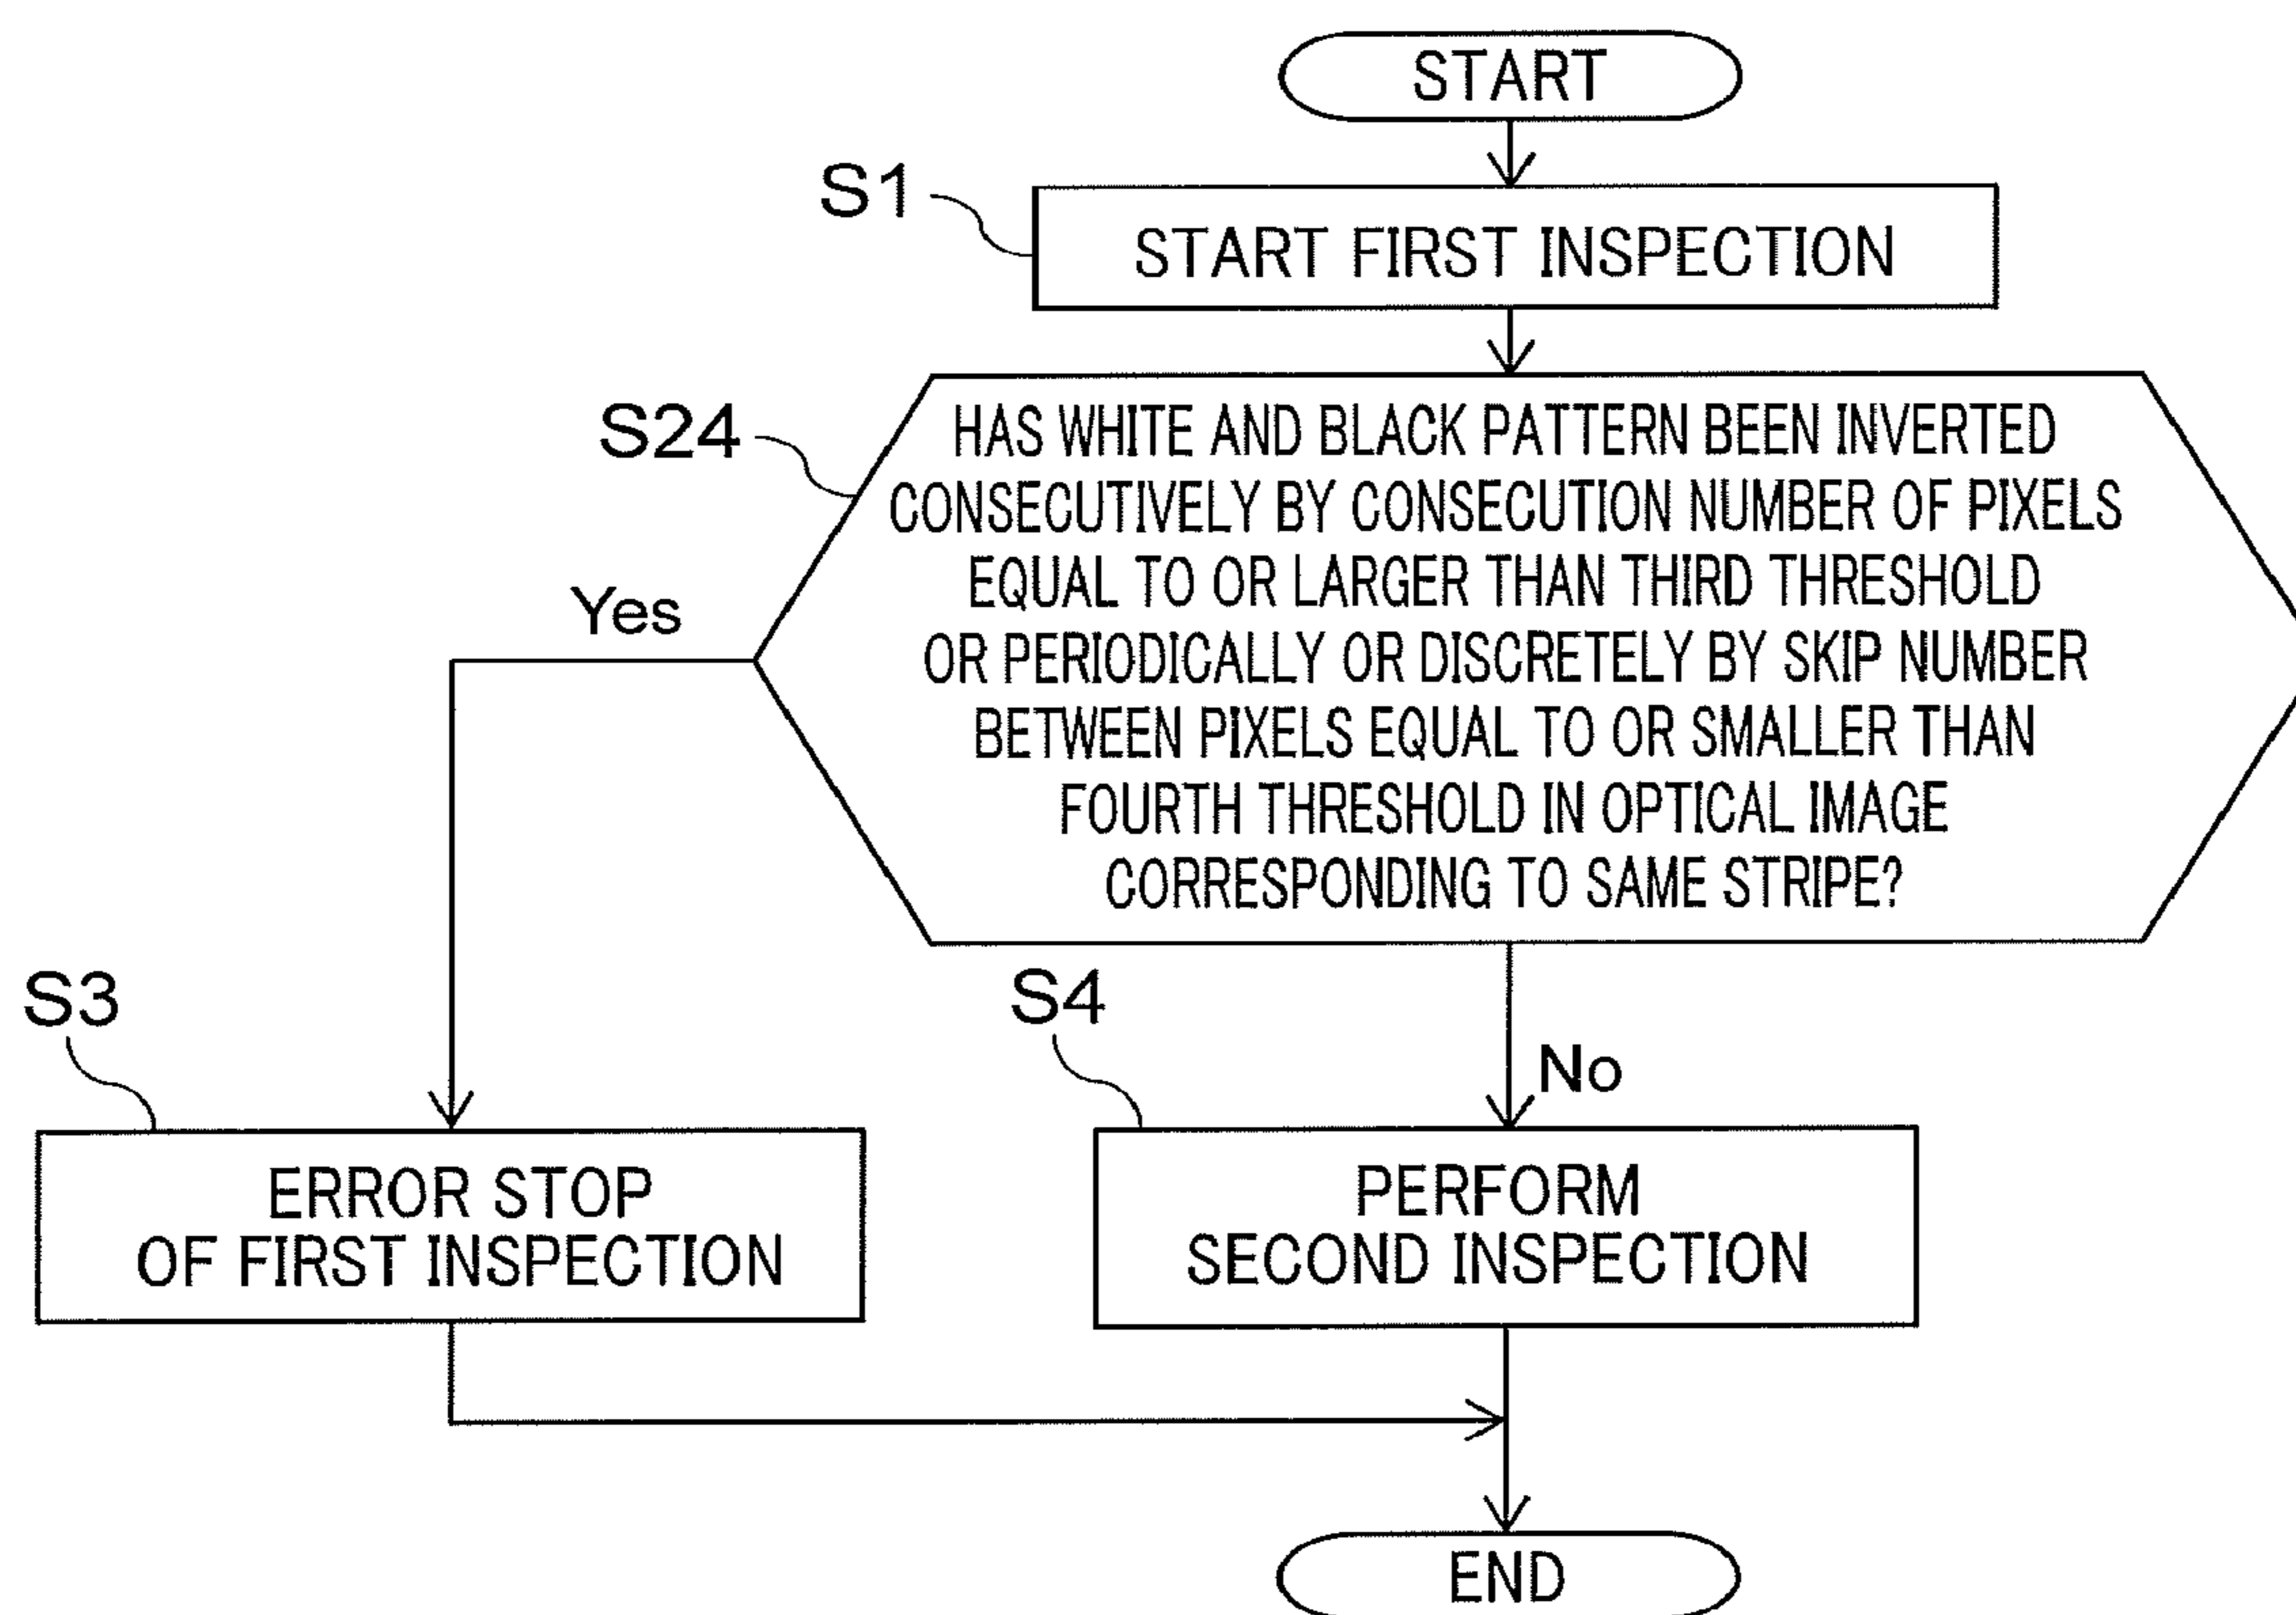 START
S1
START FIRST INSPECTION
S24
HAS WHITE AND BLACK PATTERN BEEN INVERTED
CONSECUTIVELY BY CONSECUTION NUMBER OF PIXELS
EQUAL TO OR LARGER THAN THIRD THRESHOLD
OR PERIODICALLY OR DISCRETELY BY SKIP NUMBER
BETWEEN PIXELS EQUAL TO OR SMALLER THAN
FOURTH THRESHOLD IN OPTICAL IMAGE
CORRESPONDING TO SAME STRIPE?
Yes
No
S3
ERROR STOP
OF FIRST INSPECTION
S4
PERFORM
SECOND INSPECTION
END